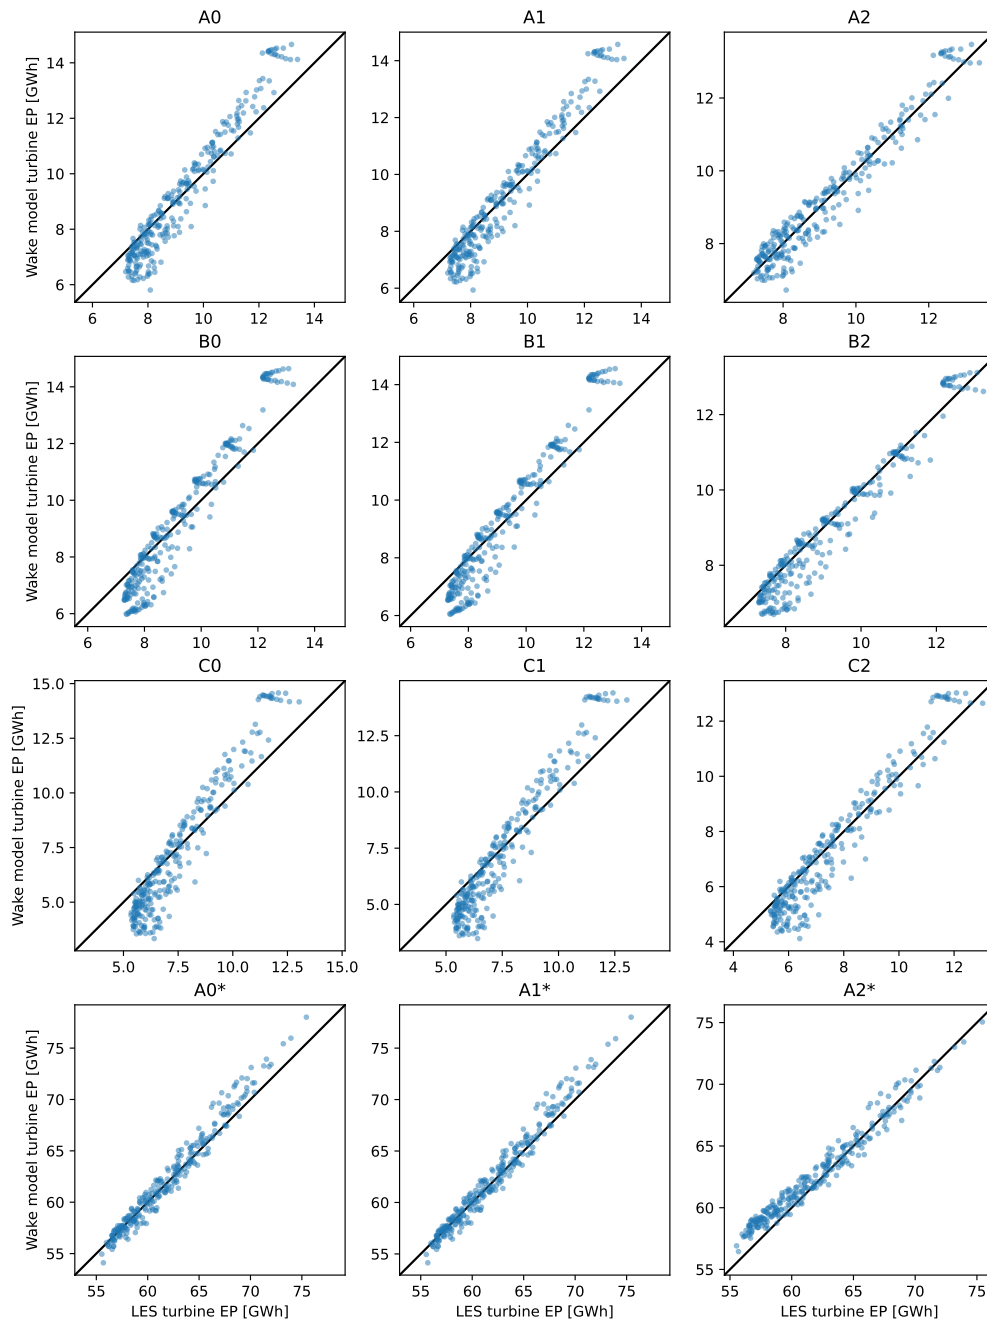 A0 A1 A2
Wake model turbine EP [GWh]
14 12 10 8 6
6 8 10 12 14
14 12 10 8 6
6 8 10 12 14
12 10 8
8 10 12
B0 B1 B2
Wake model turbine EP [GWh]
14 12 10 8 6
6 8 10 12 14
14 12 10 8 6
6 8 10 12 14
12 10 8
8 10 12
C0 C1 C2
Wake model turbine EP [GWh]
15.0 12.5 10.0 7.5 5.0
5.0 7.5 10.0 12.5 15.0
12.5 10.0 7.5 5.0
5.0 7.5 10.0 12.5
12 10 8 6 4
4 6 8 10 12
A0* A1* A2*
Wake model turbine EP [GWh]
75 70 65 60 55
55 60 65 70 75
75 70 65 60 55
55 60 65 70 75
75 70 65 60 55
55 60 65 70 75
LES turbine EP [GWh] LES turbine EP [GWh] LES turbine EP [GWh]